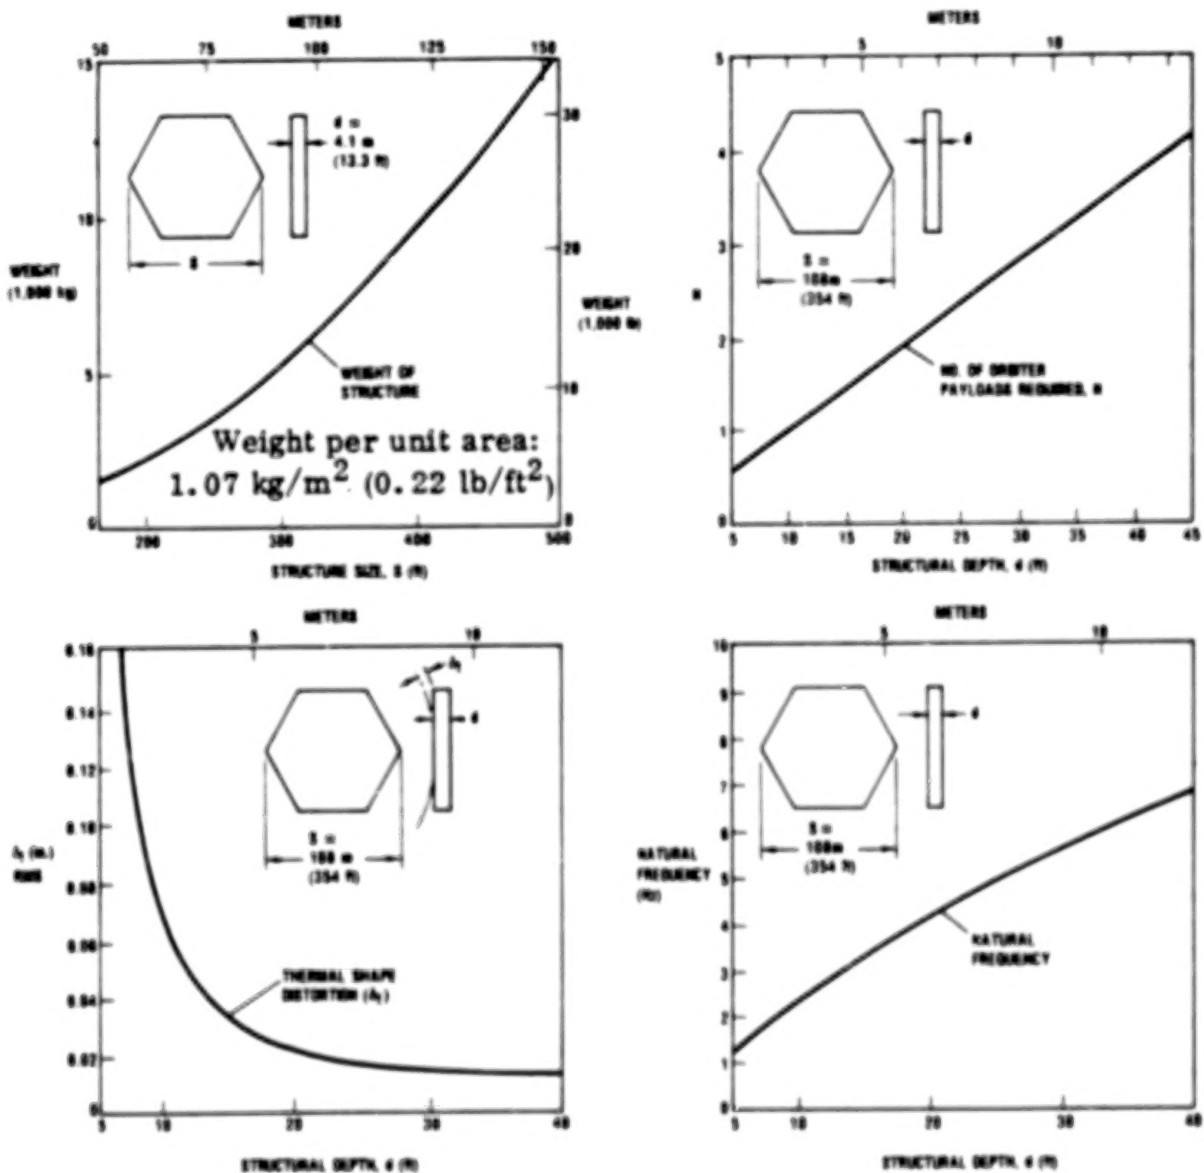 METERS
50 75 100 125 150
15
10
5
0
WEIGHT
(1,000 kg)
d =
4.1 m
(13.3 ft)
S
30
20
10
0
WEIGHT
(1,000 lb)
WEIGHT OF
STRUCTURE
Weight per unit area:
1.07 kg/m² (0.22 lb/ft²)
200 300 400 500
STRUCTURE SIZE, S (ft)
METERS
5 10
5
4
3
2
1
0
N
d
S =
108m
(354 ft)
NO. OF ORBITER
PAYLOADS REQUIRED, N
5 10 15 20 25 30 35 40 45
STRUCTURAL DEPTH, d (ft)
METERS
5 10
0.16
0.14
0.12
0.10
0.08
0.06
0.04
0.02
0
δt (in.)
RMS
δt
d
S =
108 m
(354 ft)
THERMAL SHAPE
DISTORTION (δt)
5 10 20 30 40
STRUCTURAL DEPTH, d (ft)
METERS
5 10
10
9
8
7
6
5
4
3
2
1
0
NATURAL
FREQUENCY
(Hz)
d
S =
108m
(354 ft)
NATURAL
FREQUENCY
5 10 20 30 40
STRUCTURAL DEPTH, d (ft)